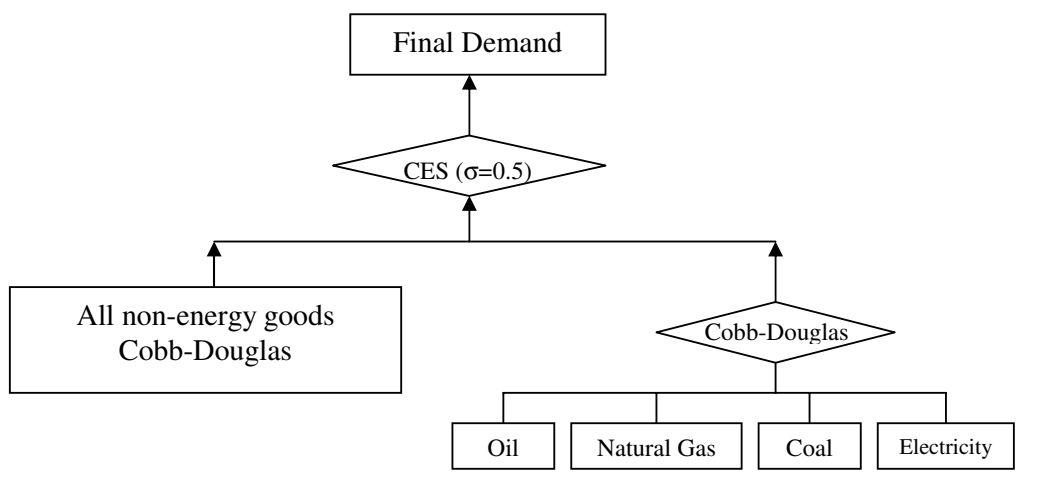 Final Demand
CES (σ=0.5)
All non-energy goods
Cobb-Douglas
Cobb-Douglas
Oil
Natural Gas
Coal
Electricity